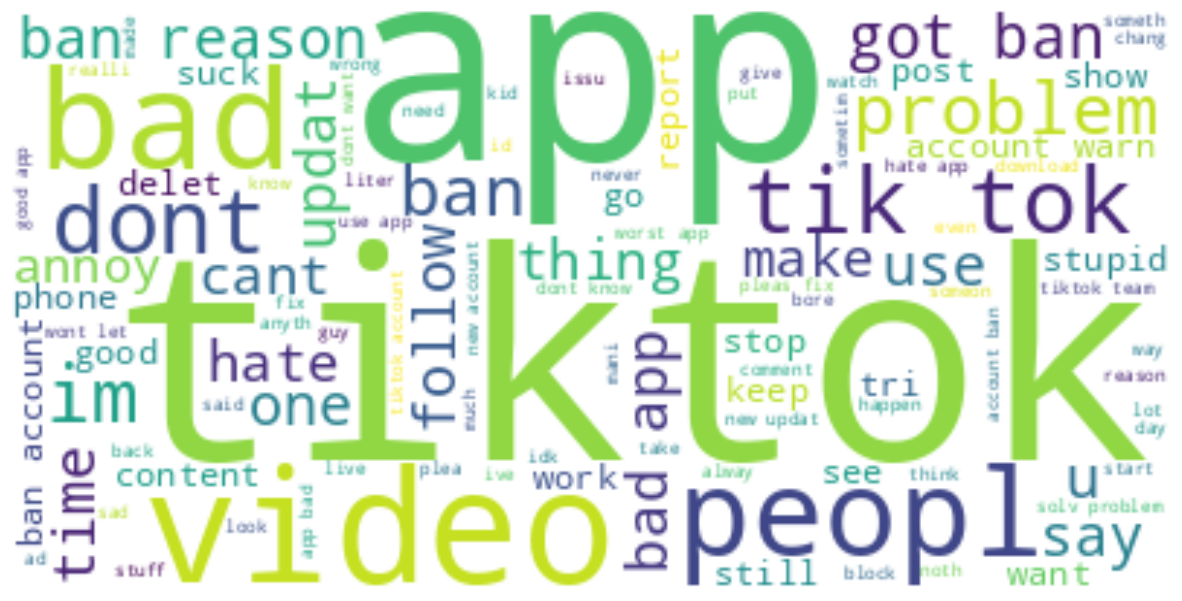 ban
made
reason
app
got ban
someth
chang
realli
suck
wrong
issu
give
watch
post
show
bad
updat
dont want
need
kid
report
put
sometim
problem
id
account warn
good app
delet
know
liter
ban
never
go
hate app
download
dont
use app
tik tok
worst app
even
annoy
cant
follow
new account
thing
make
use
stupid
phone
fix
tiktok account
dont know
pleas fix
bore
someon
tiktok team
tiktok
wont let
anyth
guy
good
hate
mani
bad app
stop
comment
keep
tri
happen
account ban
way
reason
im
said
one
much
new updat
lot
day
ban account
time
back
content
live
plea
ive
idk
work
take
alway
see
think
u
start
sad
video
look
app bad
peopl
solv problem
say
ad
stuff
still
block
noth
want